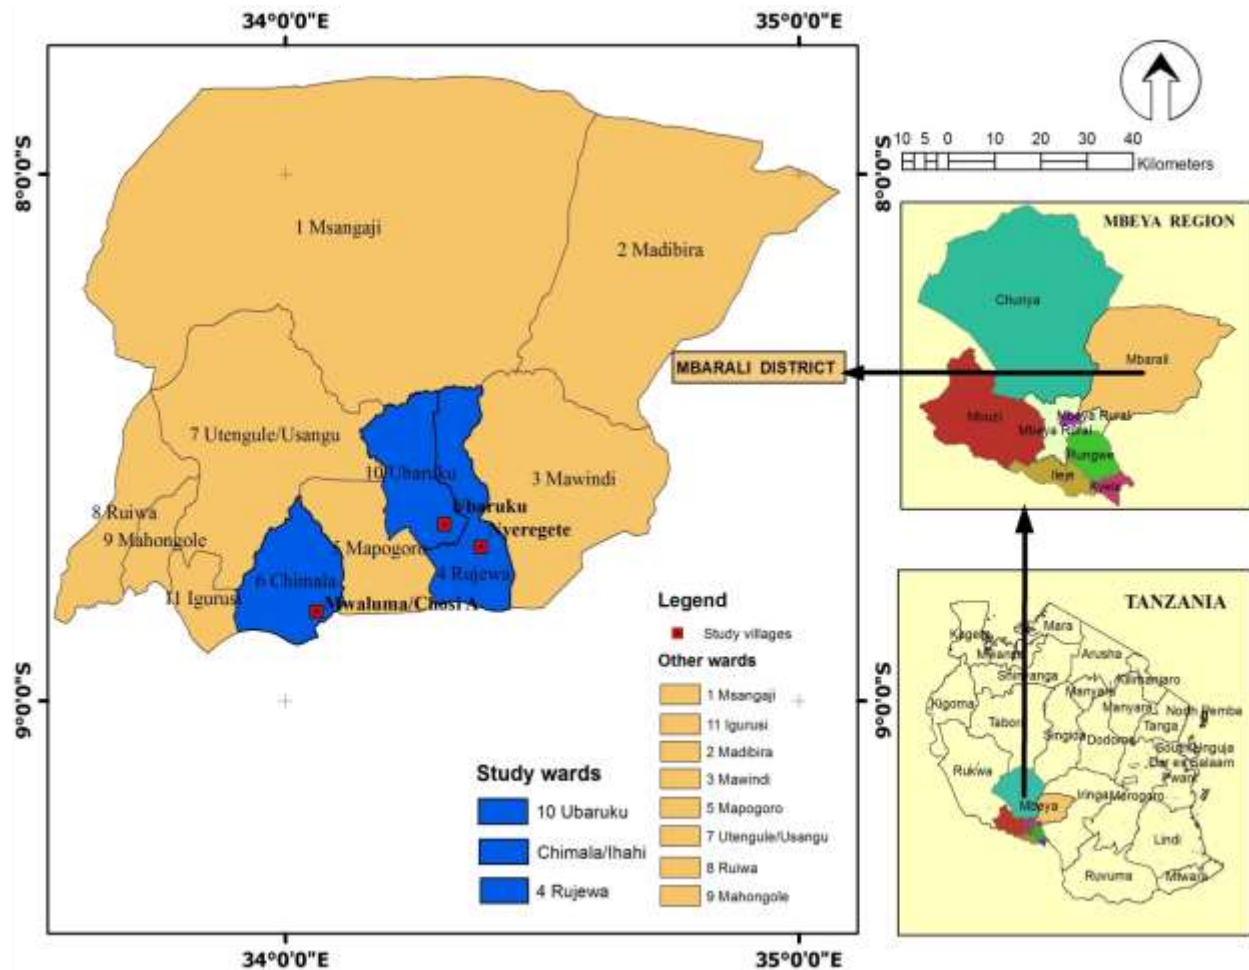 34°0'0"E
35°0'0"E
8°0'0"S
8°0'0"S
9°0'0"S
9°0'0"S
34°0'0"E
35°0'0"E
1 Msangaji
2 Madibira
7 Utengule/Usangu
3 Mawindi
10 Ubaruku
8 Ruiwa
9 Mahongole
Ubaruku
Nyeregete
5 Mapogoro
4 Rujewa
6 Chimala
11 Igurusi
Mwaluma/Chosi A
MBARALI DISTRICT
Legend
Study villages
Other wards
1 Msangaji
11 Igurusi
2 Madibira
3 Mawindi
5 Mapogoro
7 Utengule/Usangu
8 Ruiwa
9 Mahongole
Study wards
10 Ubaruku
Chimala/Ihahi
4 Rujewa
10 5 0 10 20 30 40
Kilometers
MBEYA REGION
Chunya
Mbarali
Mbozi
Mbeya Rural
Mbeya Rural
Rungwe
Ileje
Kyela
TANZANIA
Mara
Kagera
Mwanza
Arusha
Shinyanga
Kilimanjaro
Kigoma
Manyara
Manyara
North Pemba
Tabora
Tanga
Singida
Dodoma
Dar es Salaam
Pwani
Rukwa
Iringa
Morogoro
Mbeya
Lindi
Ruvuma
Mtwara